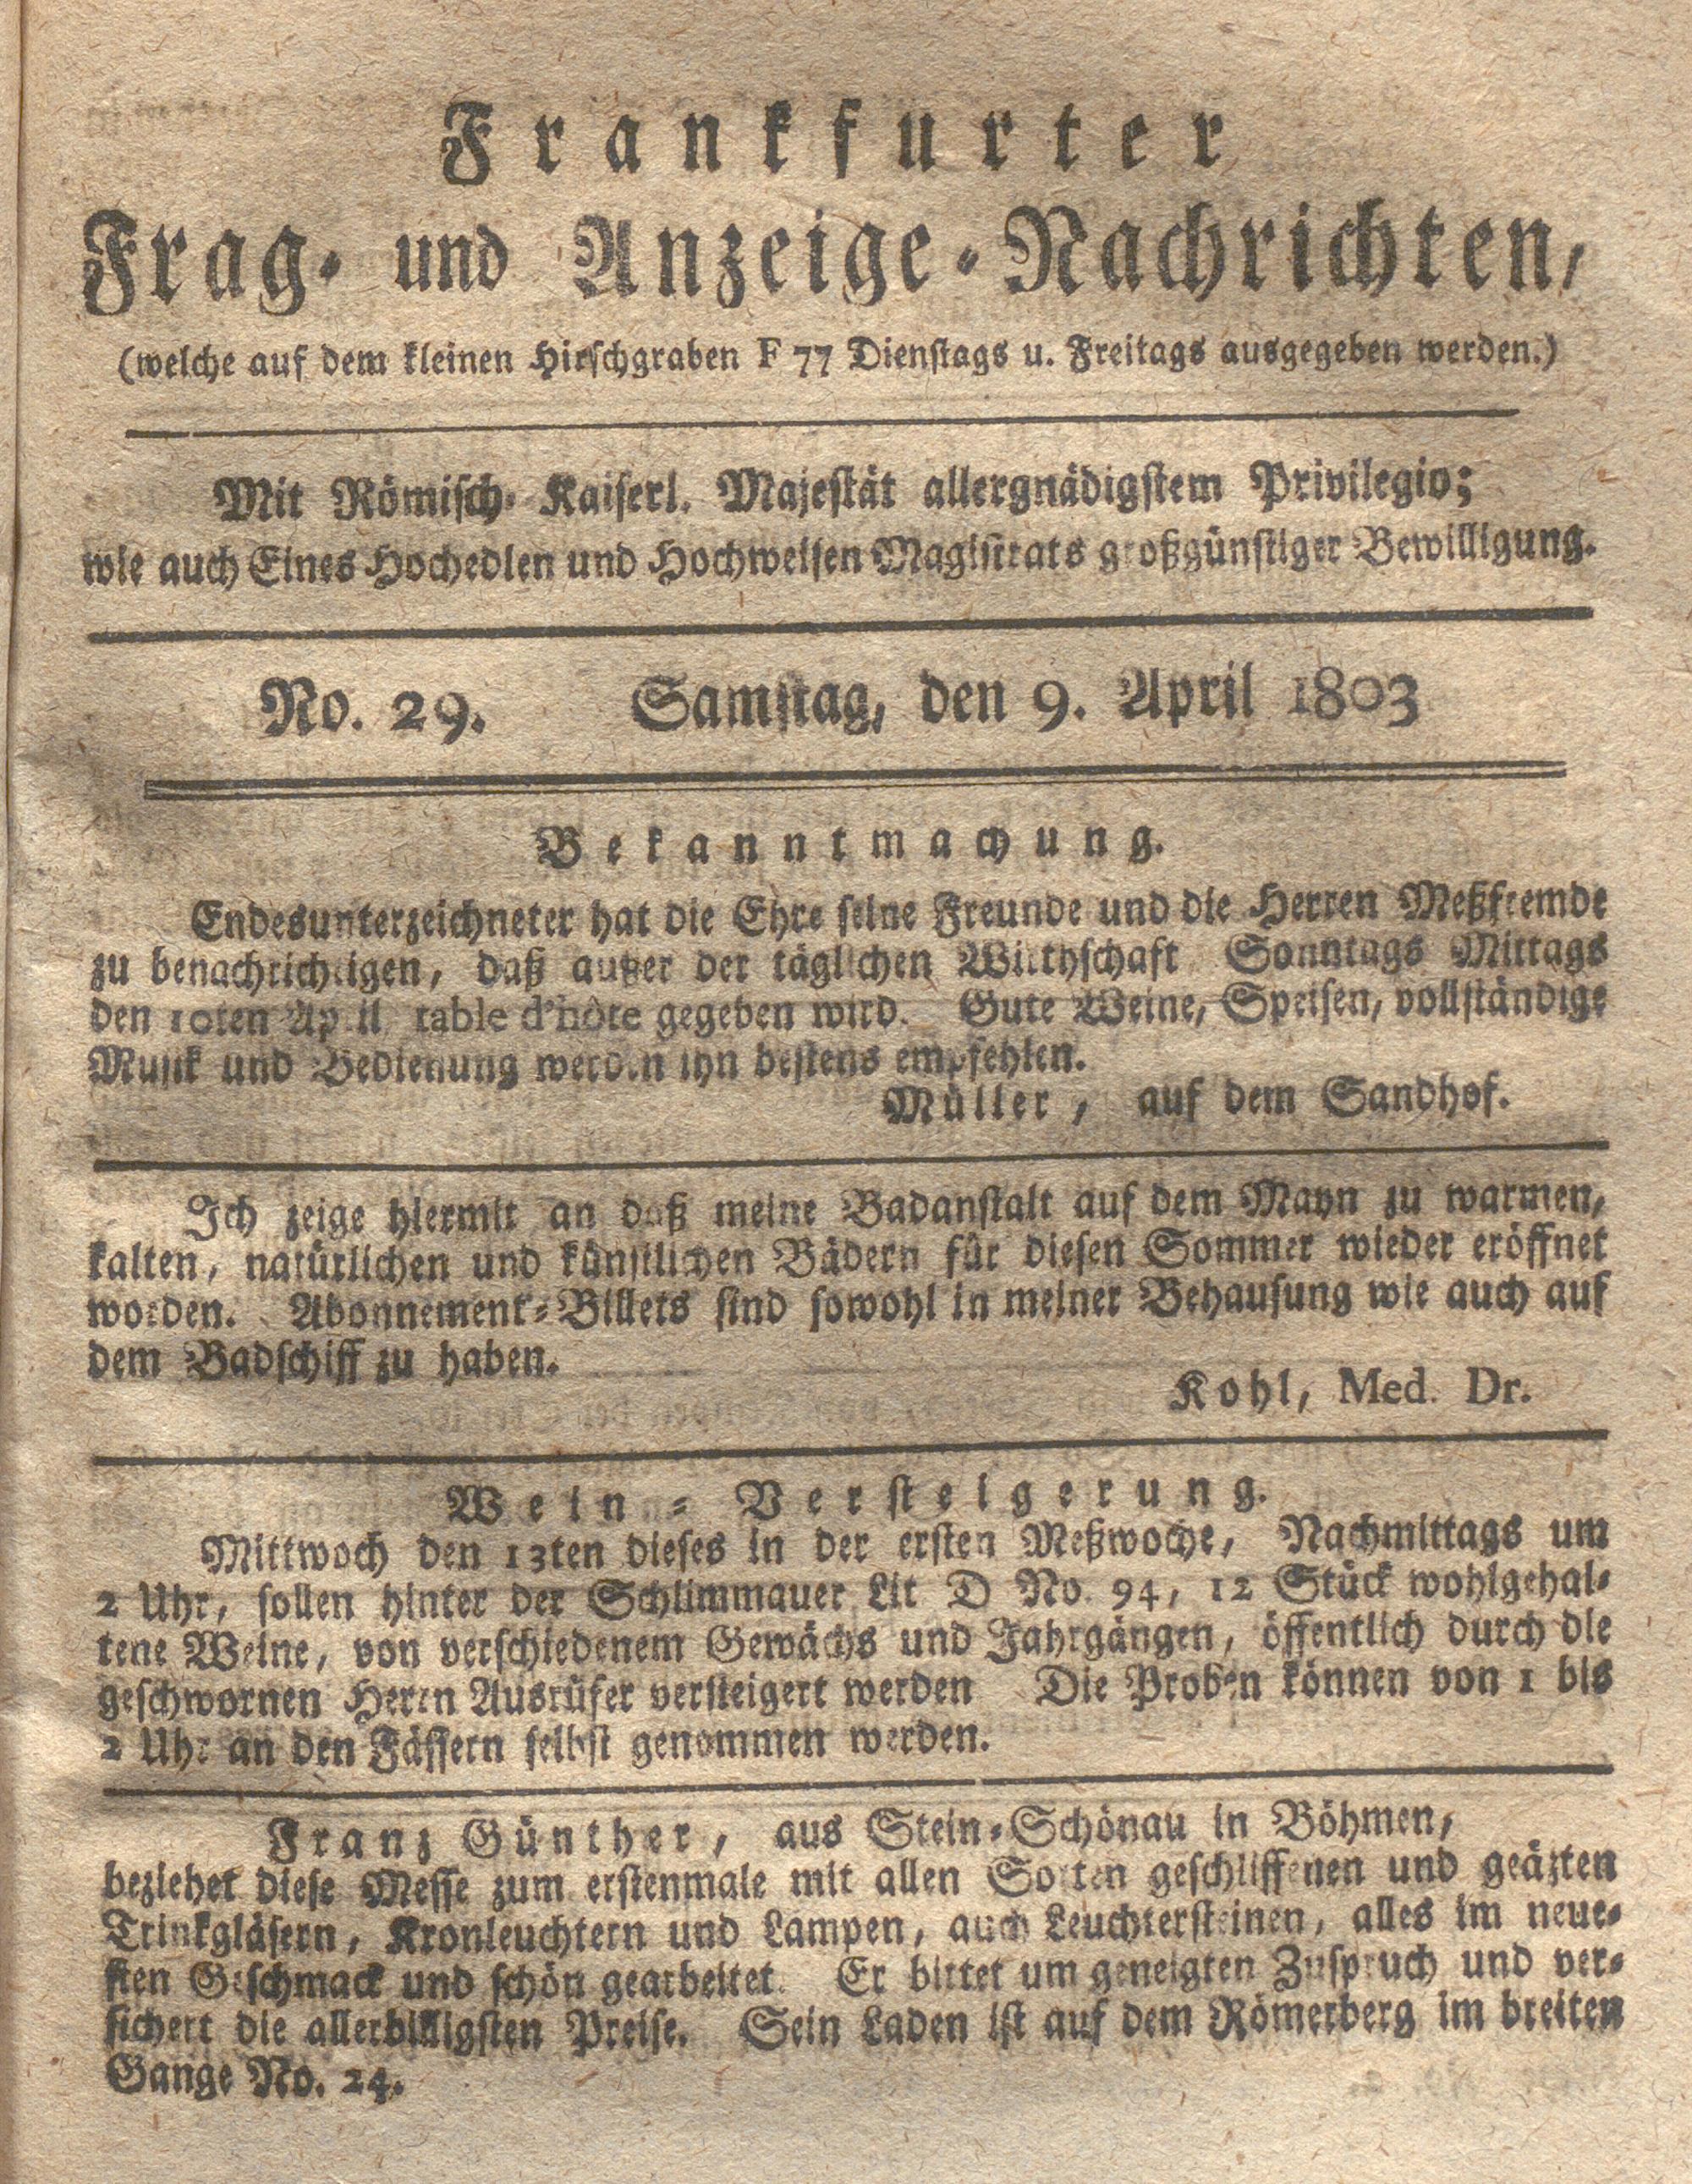 Frankfurter
Frag- und Anzeige-Nachrichten,
(welche auf dem kleinen Hirschgraben F 77 Dienstags u. Freitags ausgegeben werden.)
Mit Römisch- Kaiserl. Majestät allergnädigstem Privilegio;
wie auch Eines Hochedlen und Hochweisen Magistrats großgünstiger Bewilligung.
No. 29. Samstag, den 9. April 1803
Bekanntmachung.
Endesunterzeichneter hat die Ehre seine Freunde und die Herren Meßfremde
zu benachrichtigen, daß außer der täglichen Wirthschaft Sonntags Mittags
den 10ten April table d'hôte gegeben wird. Gute Weine, Speisen, vollständige
Musik und Bedienung werden ihn bestens empfehlen.
Müller, auf dem Sandhof.
Ich zeige hiermit an daß meine Badanstalt auf dem Mayn zu warmen,
kalten, natürlichen und künstlichen Bädern für diesen Sommer wieder eröffnet
worden. Abonnement-Billets sind sowohl in meiner Behausung wie auch auf
dem Badschiff zu haben.
Kohl, Med. Dr.
Wein-Versteigerung.
Mittwoch den 13ten dieses in der ersten Meßwoche, Nachmittags um
2 Uhr, sollen hinter der Schlimmauer Lit D No. 94, 12 Stück wohlgehal-
tene Weine, von verschiedenem Gewächs und Jahrgängen, öffentlich durch die
geschwornen Herrn Ausrüfer versteigert werden Die Proben können von 1 bis
2 Uhr an den Fässern selbst genommen werden.
Franz Günther, aus Stein-Schönau in Böhmen,
beziehet diese Messe zum erstenmale mit allen Sorten geschliffenen und geäzten
Trinkgläsern, Kronleuchtern und Lampen, auch Leuchtersteinen, alles im neue-
sten Geschmack und schön gearbeitet. Er bittet um geneigten Zuspruch und ver-
sichert die allerbilligsten Preise. Sein Laden ist auf dem Römerberg im breiten
Gange No. 24.